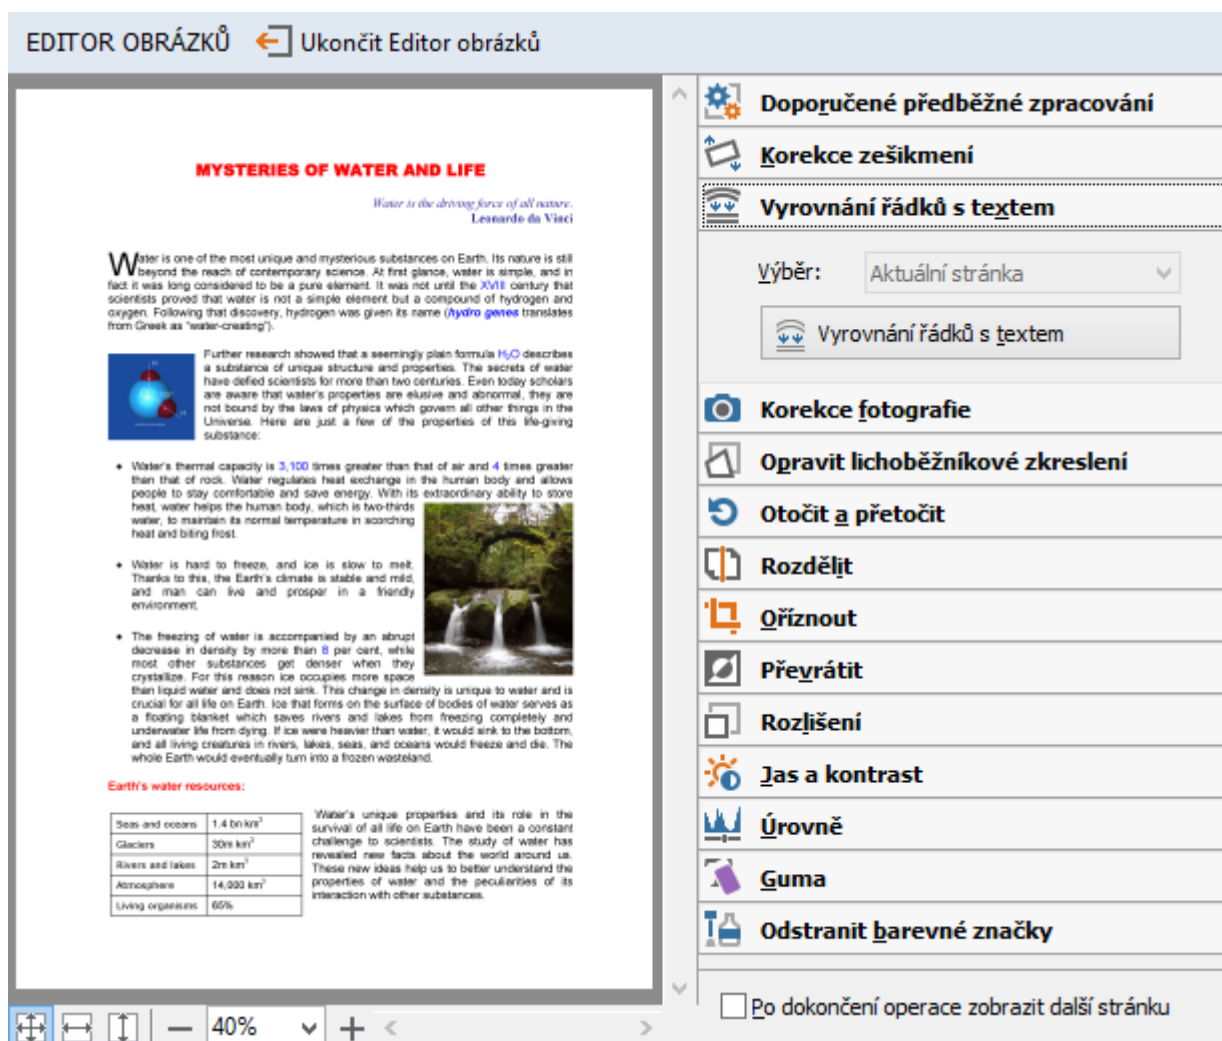 EDITOR OBRÁZKŮ Ukončit Editor obrázků
MYSTERIES OF WATER AND LIFE
Water is the driving force of all nature.
Leonardo da Vinci
Water is one of the most unique and mysterious substances on Earth. Its nature is still
beyond the reach of contemporary science. At first glance, water is simple, and in
fact it was long considered to be a pure element. It was not until the XVIII century that
scientists proved that water is not a simple element but a compound of hydrogen and
oxygen. Following that discovery, hydrogen was given its name (hydro genes translates
from Greek as "water-creating").
Further research showed that a seemingly plain formula H₂O describes
a substance of unique structure and properties. The secrets of water
have defied scientists for more than two centuries. Even today scholars
are aware that water's properties are elusive and abnormal, they are
not bound by the laws of physics which govern all other things in the
Universe. Here are just a few of the properties of this life-giving
substance:
• Water's thermal capacity is 3,100 times greater than that of air and 4 times greater
than that of rock. Water regulates heat exchange in the human body and allows
people to stay comfortable and save energy. With its extraordinary ability to store
heat, water helps the human body, which is two-thirds
water, to maintain its normal temperature in scorching
heat and biting frost.
• Water is hard to freeze, and ice is slow to melt.
Thanks to this, the Earth's climate is stable and mild,
and man can live and prosper in a friendly
environment.
• The freezing of water is accompanied by an abrupt
decrease in density by more than 8 per cent, while
most other substances get denser when they
crystallize. For this reason ice occupies more space
than liquid water and does not sink. This change in density is unique to water and is
crucial for all life on Earth. Ice that forms on the surface of bodies of water serves as
a floating blanket which saves rivers and lakes from freezing completely and
underwater life from dying. If ice were heavier than water, it would sink to the bottom,
and all living creatures in rivers, lakes, seas, and oceans would freeze and die. The
whole Earth would eventually turn into a frozen wasteland.
Earth's water resources:
Seas and oceans 1.4 bn km³
Glaciers 30m km³
Rivers and lakes 2m km³
Atmosphere 14,000 km³
Living organisms 65%
Water's unique properties and its role in the
survival of all life on Earth have been a constant
challenge to scientists. The study of water has
revealed new facts about the world around us.
These new ideas help us to better understand the
properties of water and the peculiarities of its
interaction with other substances.
40%
Doporučené předběžné zpracování
Korekce zešikmení
Vyrovnání řádků s textem
Výběr: Aktuální stránka
Vyrovnání řádků s textem
Korekce fotografie
Opravit lichoběžníkové zkreslení
Otočit a přetočit
Rozdělit
Oříznout
Převrátit
Rozlišení
Jas a kontrast
Úrovně
Guma
Odstranit barevné značky
Po dokončení operace zobrazit další stránku